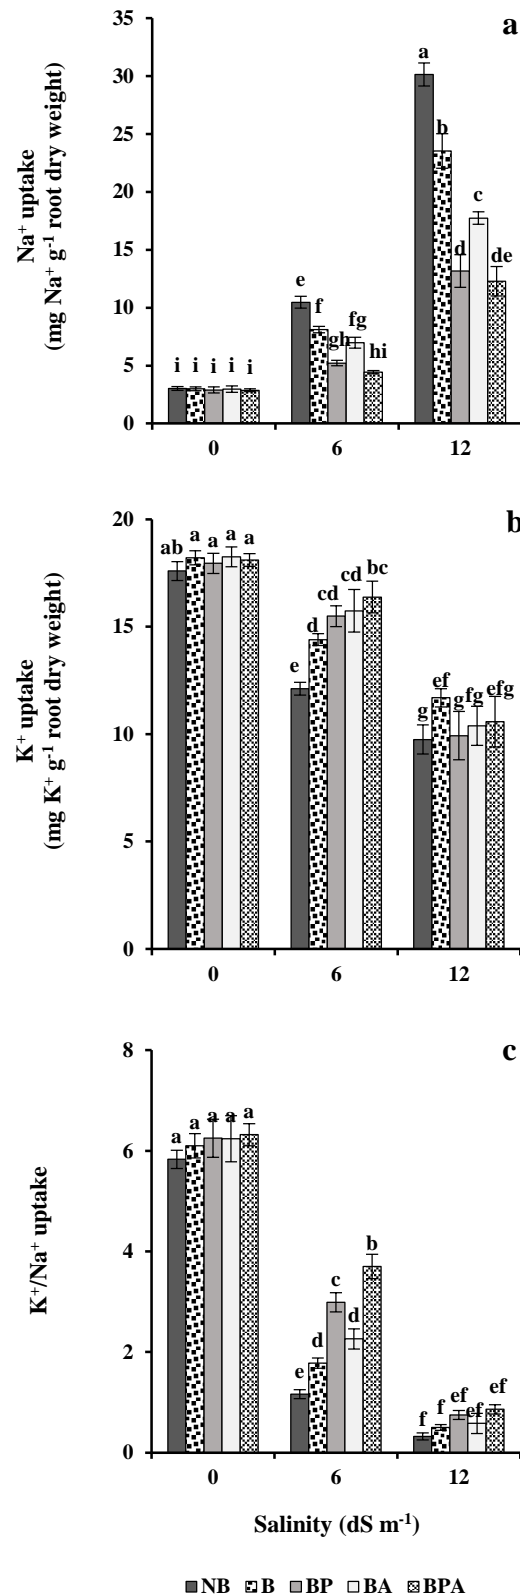 a
Na⁺ uptake
(mg Na⁺ g⁻¹ root dry weight)
35
30
25
20
15
10
5
0
i i i i i
e f gh fg hi
a b d c de
0 6 12
b
K⁺ uptake
(mg K⁺ g⁻¹ root dry weight)
20
15
10
5
0
ab a a a a
e d cd cd bc
g ef g fg efg
0 6 12
c
K⁺/Na⁺ uptake
8
6
4
2
0
a a a a a
e d c d b
f f ef ef ef
0 6 12
Salinity (dS m⁻¹)
NB B BP BA BPA